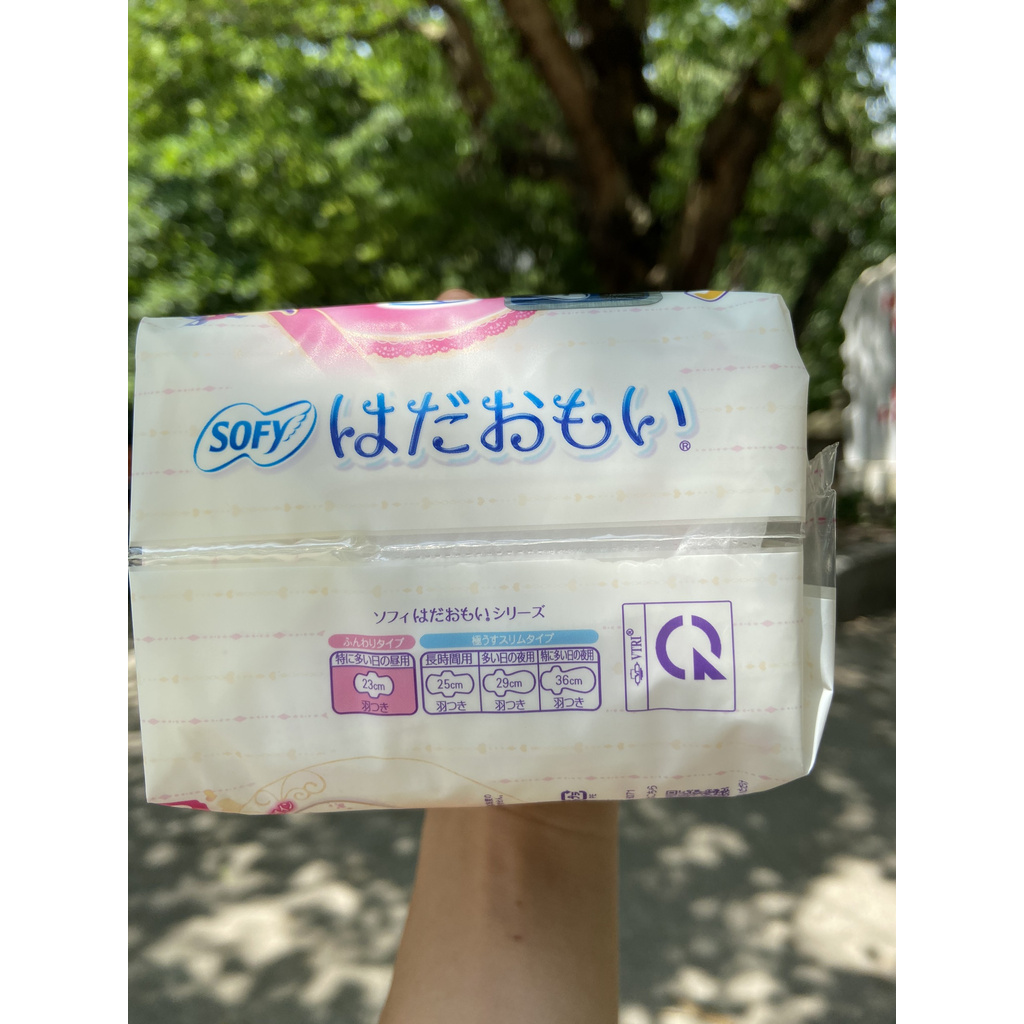 SOFY はだおもい®
ソフィはだおもいシリーズ
ふんわりタイプ 極うすスリムタイプ
特に多い日の昼用 長時間用 多い日の夜用 特に多い日の夜用
23cm 25cm 29cm 36cm
羽つき 羽つき 羽つき 羽つき
VTRI®